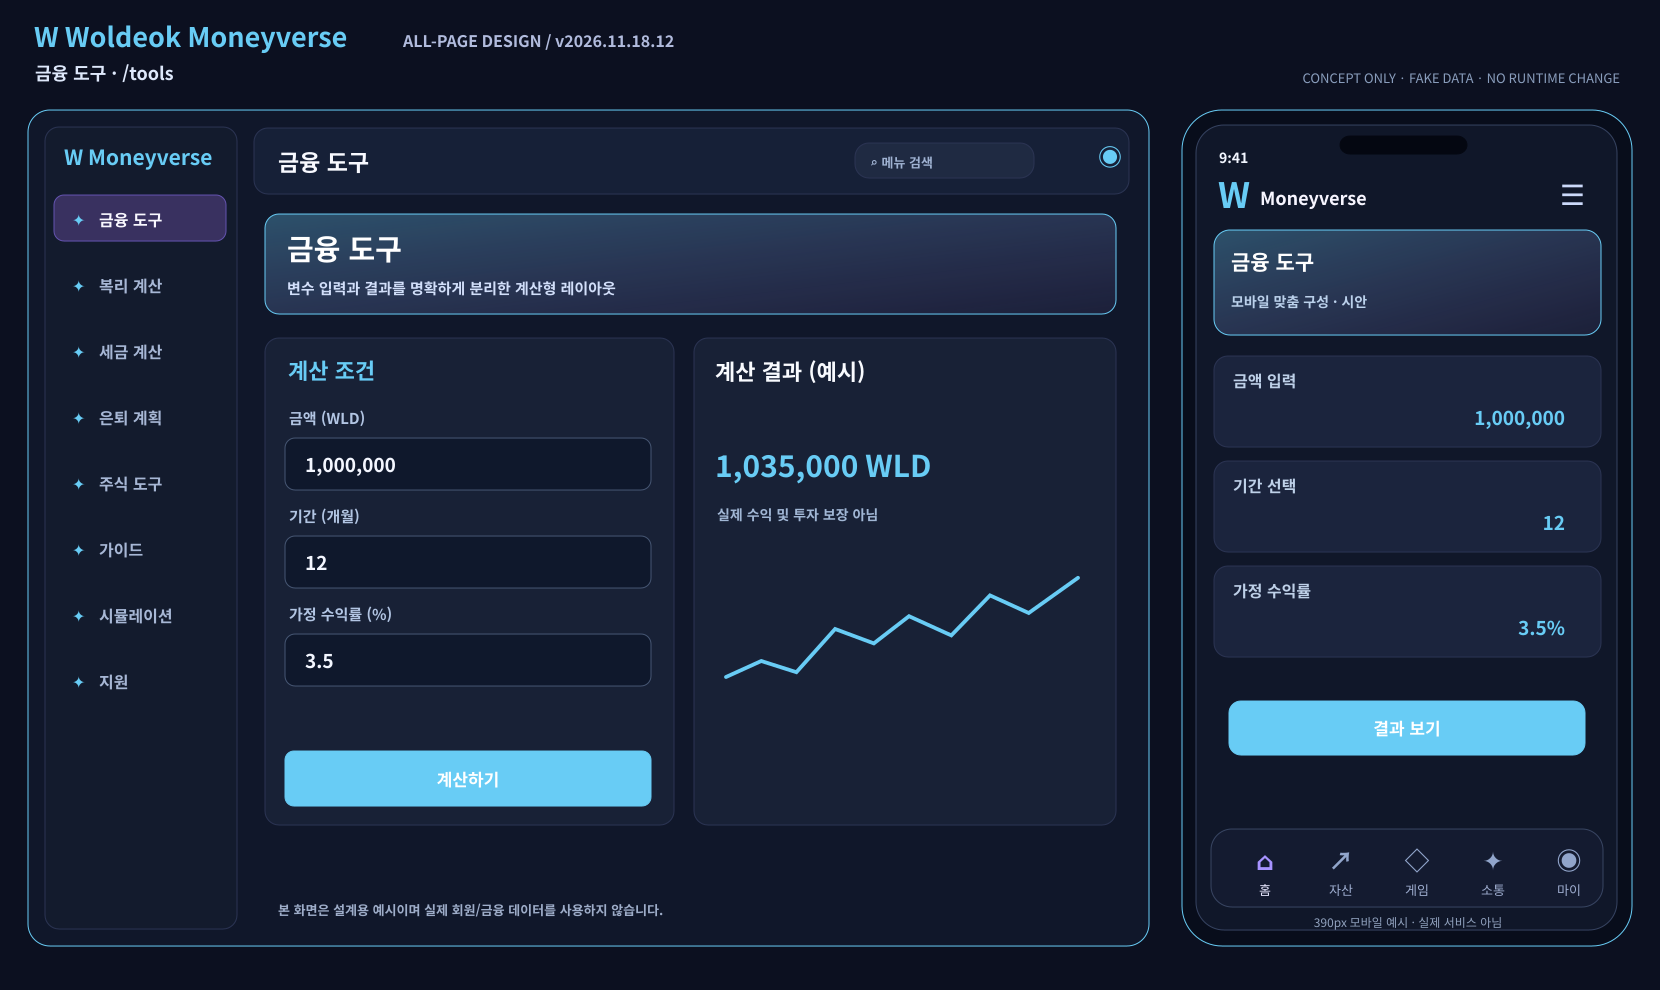 W Woldeok Moneyverse
ALL-PAGE DESIGN / v2026.11.18.12
금융 도구 · /tools
CONCEPT ONLY · FAKE DATA · NO RUNTIME CHANGE
W Moneyverse
금융 도구
복리 계산
세금 계산
은퇴 계획
주식 도구
가이드
시뮬레이션
지원
금융 도구
메뉴 검색
금융 도구
변수 입력과 결과를 명확하게 분리한 계산형 레이아웃
계산 조건
금액 (WLD)
1,000,000
기간 (개월)
12
가정 수익률 (%)
3.5
계산하기
계산 결과 (예시)
1,035,000 WLD
실제 수익 및 투자 보장 아님
본 화면은 설계용 예시이며 실제 회원/금융 데이터를 사용하지 않습니다.
9:41
W Moneyverse
금융 도구
모바일 맞춤 구성 · 시안
금액 입력
1,000,000
기간 선택
12
가정 수익률
3.5%
결과 보기
홈 자산 게임 소통 마이
390px 모바일 예시 · 실제 서비스 아님